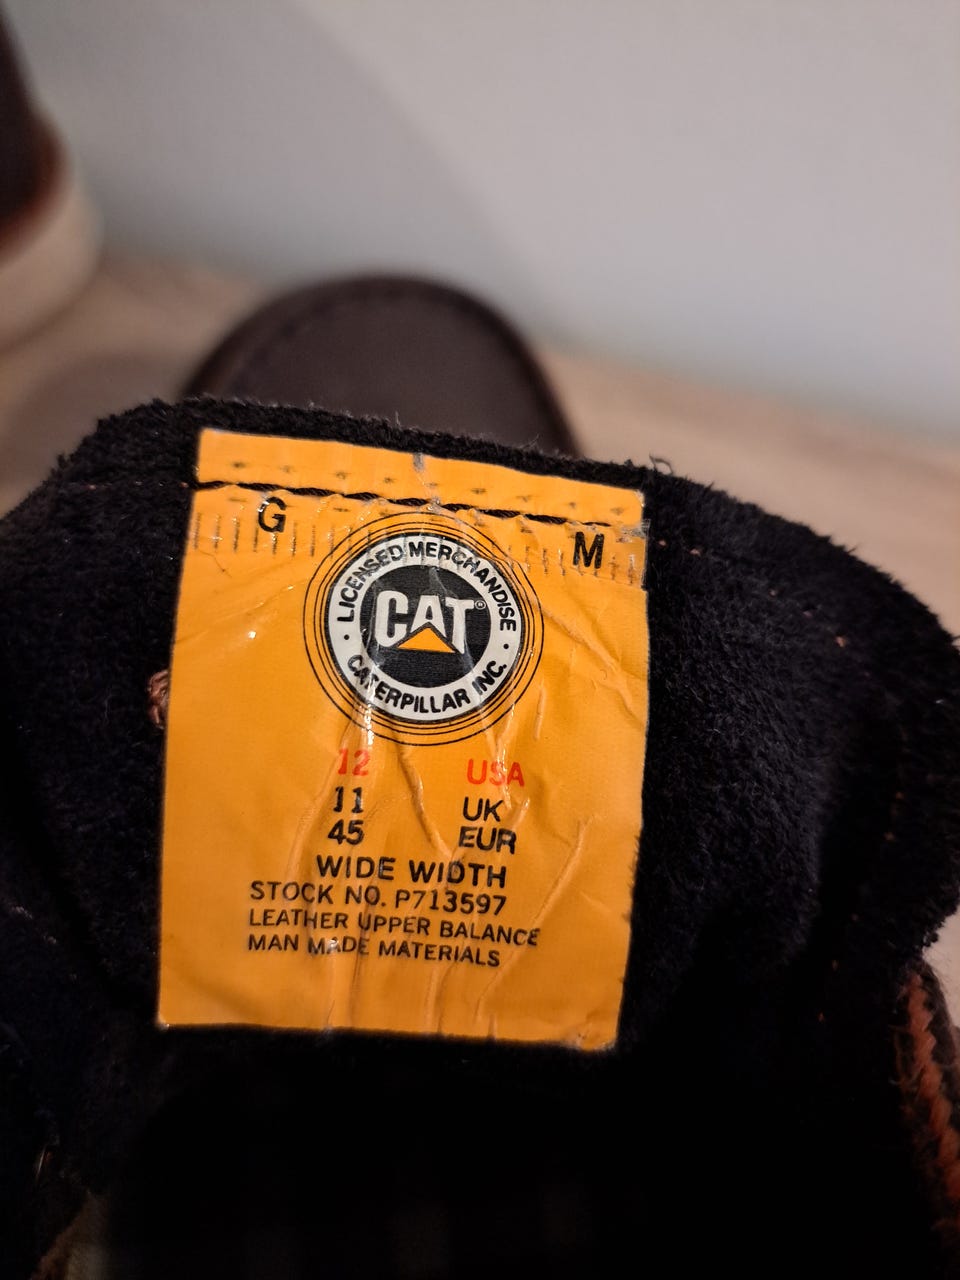 G M
LICENSED MERCHANDISE
CAT®
CATERPILLAR INC.
12 USA
11 UK
45 EUR
WIDE WIDTH
STOCK NO. P713597
LEATHER UPPER BALANCE
MAN MADE MATERIALS